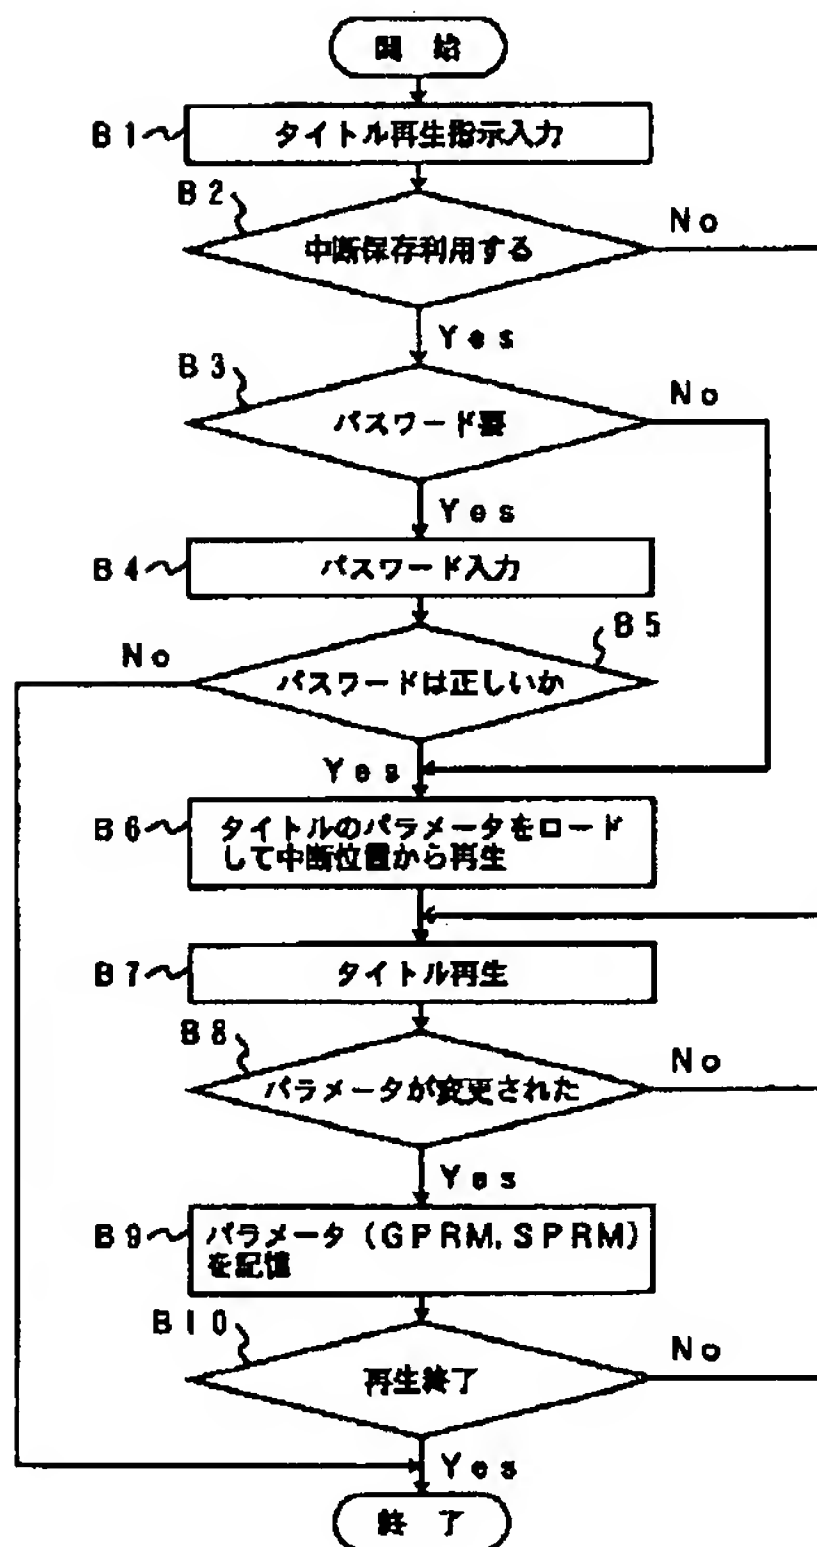 開 始
B1 タイトル再生指示入力
B2
中断保存利用する
No
Yes
B3
パスワード要
No
Yes
B4 パスワード入力
B5
No
パスワードは正しいか
Yes
B6 タイトルのパラメータをロード
して中断位置から再生
B7 タイトル再生
B8
パラメータが変更された
No
Yes
B9 パラメータ(GPRM, SPRM)
を記憶
B10
再生終了
No
Yes
終 了